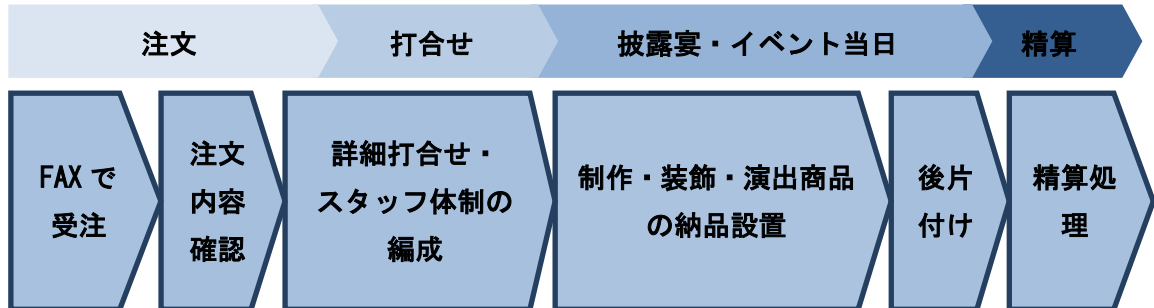 注文
打合せ
披露宴・イベント当日
精算
FAXで
受注
注文
内容
確認
詳細打合せ・
スタッフ体制の
編成
制作・装飾・演出商品
の納品設置
後片
付け
精算処
理